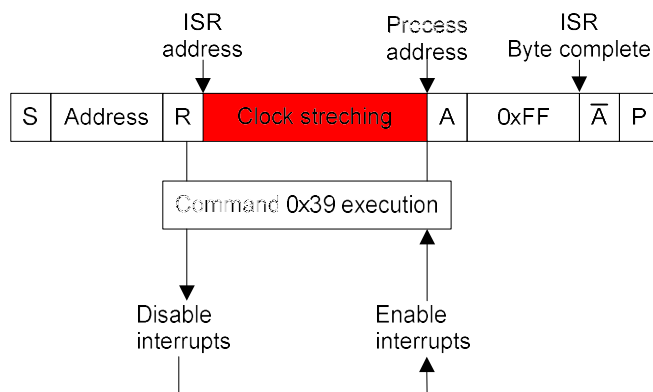 ISR
address
Process
address
ISR
Byte complete
S Address R Clock streching A 0xFF A̅ P
Command 0x39 execution
Disable
interrupts
Enable
interrupts